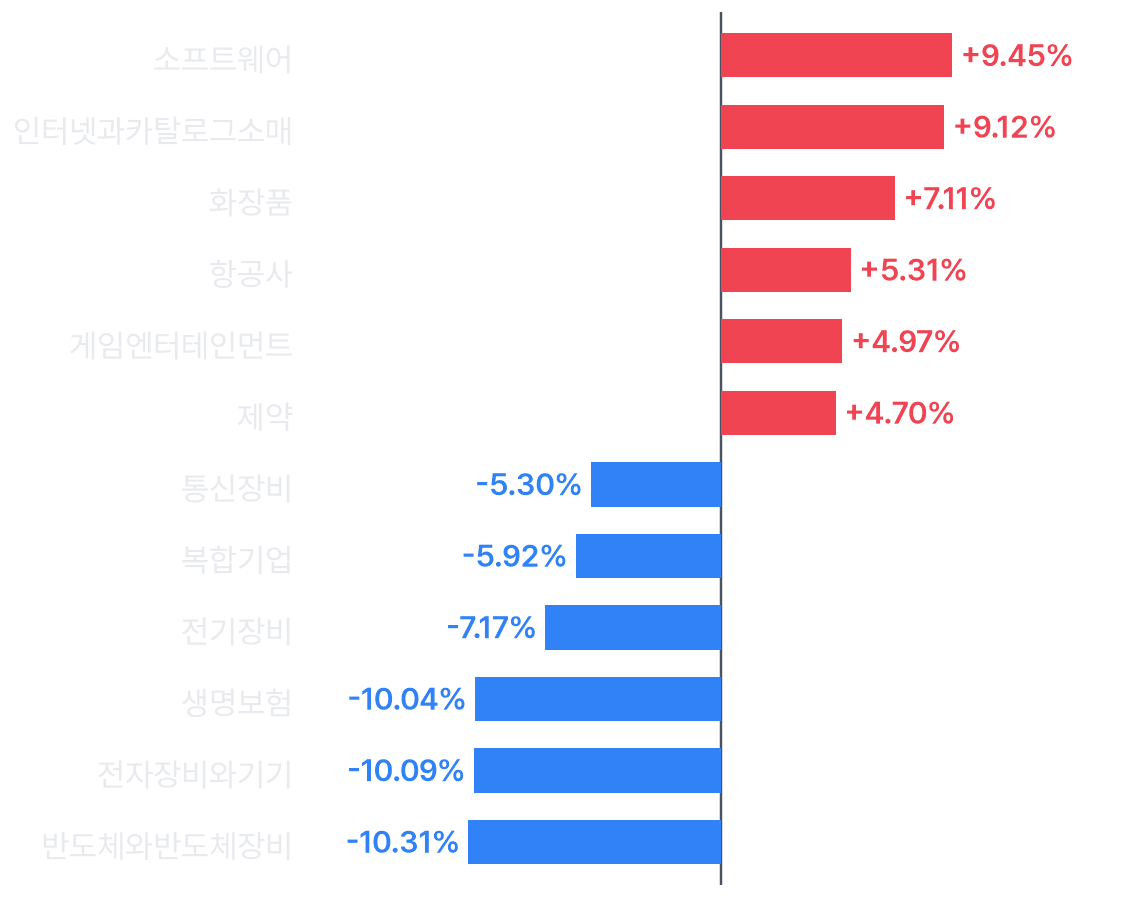 소프트웨어 +9.45%
인터넷과카탈로그소매 +9.12%
화장품 +7.11%
항공사 +5.31%
게임엔터테인먼트 +4.97%
제약 +4.70%
통신장비 -5.30%
복합기업 -5.92%
전기장비 -7.17%
생명보험 -10.04%
전자장비와기기 -10.09%
반도체와반도체장비 -10.31%